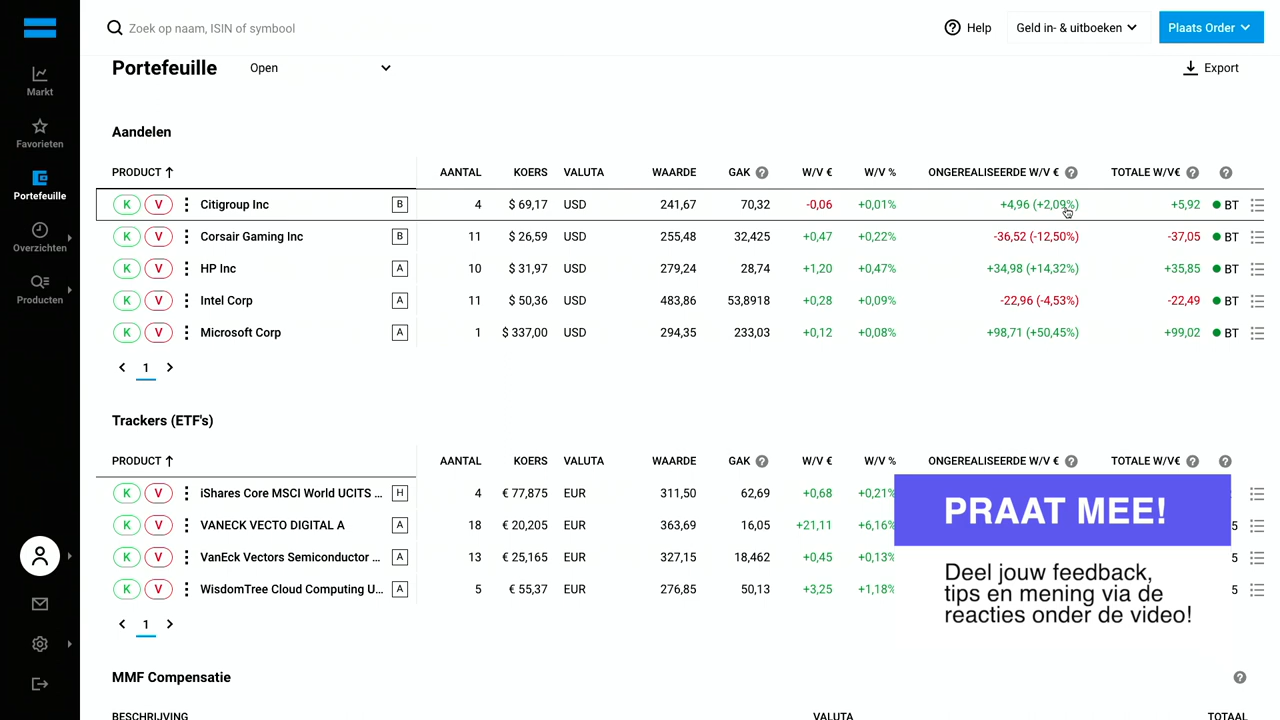 Zoek op naam, ISIN of symbool
Help
Geld in- & uitboeken
Plaats Order
Markt
Favorieten
Portefeuille
Overzichten
Producten
Portefeuille
Open
Export
Aandelen
PRODUCT AANTAL KOERS VALUTA WAARDE GAK ? W/V € W/V % ONGEREALISEERDE W/V € ? TOTALE W/V€ ? ?
K V Citigroup Inc B 4 $ 69,17 USD 241,67 70,32 -0,06 +0,01% +4,96 (+2,09%) +5,92 BT
K V Corsair Gaming Inc B 11 $ 26,59 USD 255,48 32,425 +0,47 +0,22% -36,52 (-12,50%) -37,05 BT
K V HP Inc A 10 $ 31,97 USD 279,24 28,74 +1,20 +0,47% +34,98 (+14,32%) +35,85 BT
K V Intel Corp A 11 $ 50,36 USD 483,86 53,8918 +0,28 +0,09% -22,96 (-4,53%) -22,49 BT
K V Microsoft Corp A 1 $ 337,00 USD 294,35 233,03 +0,12 +0,08% +98,71 (+50,45%) +99,02 BT
1
Trackers (ETF's)
PRODUCT AANTAL KOERS VALUTA WAARDE GAK ? W/V € W/V % ONGEREALISEERDE W/V € ? TOTALE W/V€ ? ?
K V iShares Core MSCI World UCITS ... H 4 € 77,875 EUR 311,50 62,69 +0,68 +0,21%
K V VANECK VECTO DIGITAL A A 18 € 20,205 EUR 363,69 16,05 +21,11 +6,16% 5
K V VanEck Vectors Semiconductor ... A 13 € 25,165 EUR 327,15 18,462 +0,45 +0,13% 5
K V WisdomTree Cloud Computing U... A 5 € 55,37 EUR 276,85 50,13 +3,25 +1,18% 5
1
PRAAT MEE!
Deel jouw feedback,
tips en mening via de
reacties onder de video!
MMF Compensatie ?
BESCHRIJVING VALUTA TOTAAL